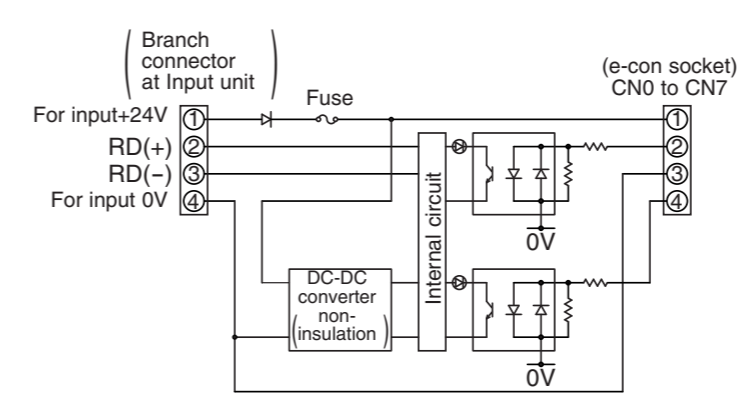 Branch
connector
at Input unit
(e-con socket)
CN0 to CN7
Fuse
For input+24V
RD(+)
RD(−)
For input 0V
1
2
3
4
1
2
3
4
Internal circuit
0V
DC-DC
converter
non-
(insulation)
0V